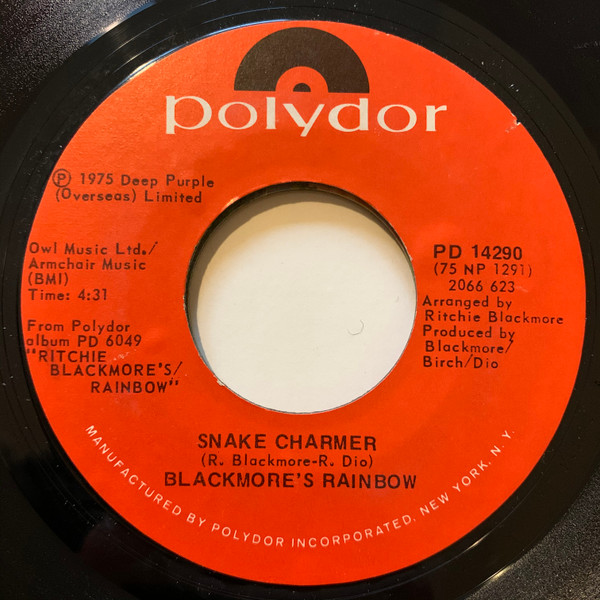 polydor
Ⓟ 1975 Deep Purple
(Overseas) Limited
Owl Music Ltd./
Armchair Music
(BMI)
Time: 4:31
From Polydor
album PD 6049
"RITCHIE
BLACKMORE'S/
RAINBOW"
PD 14290
(75 NP 1291)
2066 623
Arranged by
Ritchie Blackmore
Produced by
Blackmore/
Birch/Dio
SNAKE CHARMER
(R. Blackmore-R. Dio)
BLACKMORE'S RAINBOW
MANUFACTURED BY POLYDOR INCORPORATED, NEW YORK, N.Y.